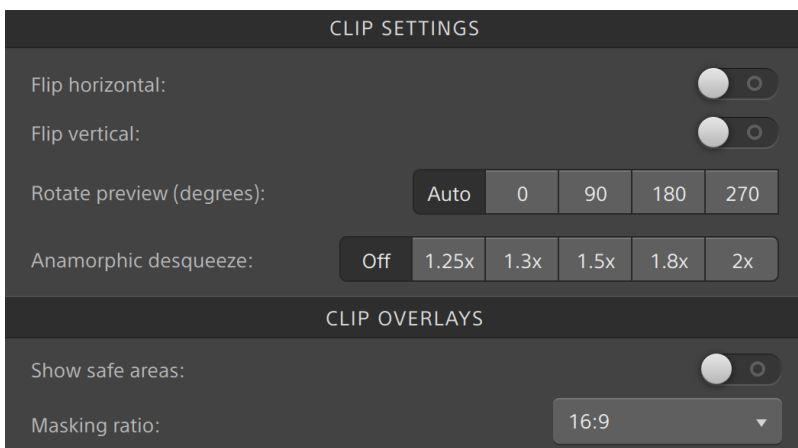 CLIP SETTINGS
Flip horizontal:
Flip vertical:
Rotate preview (degrees): Auto 0 90 180 270
Anamorphic desqueeze: Off 1.25x 1.3x 1.5x 1.8x 2x
CLIP OVERLAYS
Show safe areas:
Masking ratio: 16:9